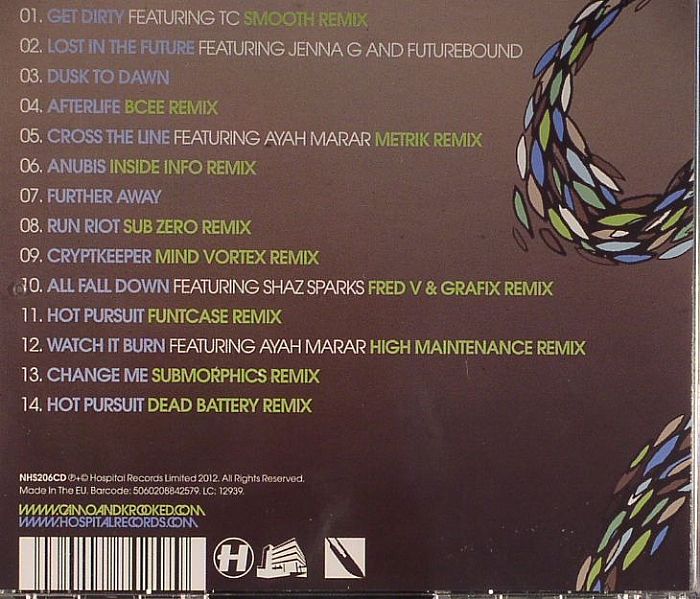 01. GET DIRTY FEATURING TC SMOOTH REMIX
02. LOST IN THE FUTURE FEATURING JENNA G AND FUTUREBOUND
03. DUSK TO DAWN
04. AFTERLIFE BCEE REMIX
05. CROSS THE LINE FEATURING AYAH MARAR METRIK REMIX
06. ANUBIS INSIDE INFO REMIX
07. FURTHER AWAY
08. RUN RIOT SUB ZERO REMIX
09. CRYPTKEEPER MIND VORTEX REMIX
10. ALL FALL DOWN FEATURING SHAZ SPARKS FRED V & GRAFIX REMIX
11. HOT PURSUIT FUNTCASE REMIX
12. WATCH IT BURN FEATURING AYAH MARAR HIGH MAINTENANCE REMIX
13. CHANGE ME SUBMORPHICS REMIX
14. HOT PURSUIT DEAD BATTERY REMIX
NHS206CD ℗+© Hospital Records Limited 2012. All Rights Reserved.
Made In The EU. Barcode: 5060208842579. LC: 12939.
WWW.CAMOANDKROOKED.COM
WWW.HOSPITALRECORDS.COM
H